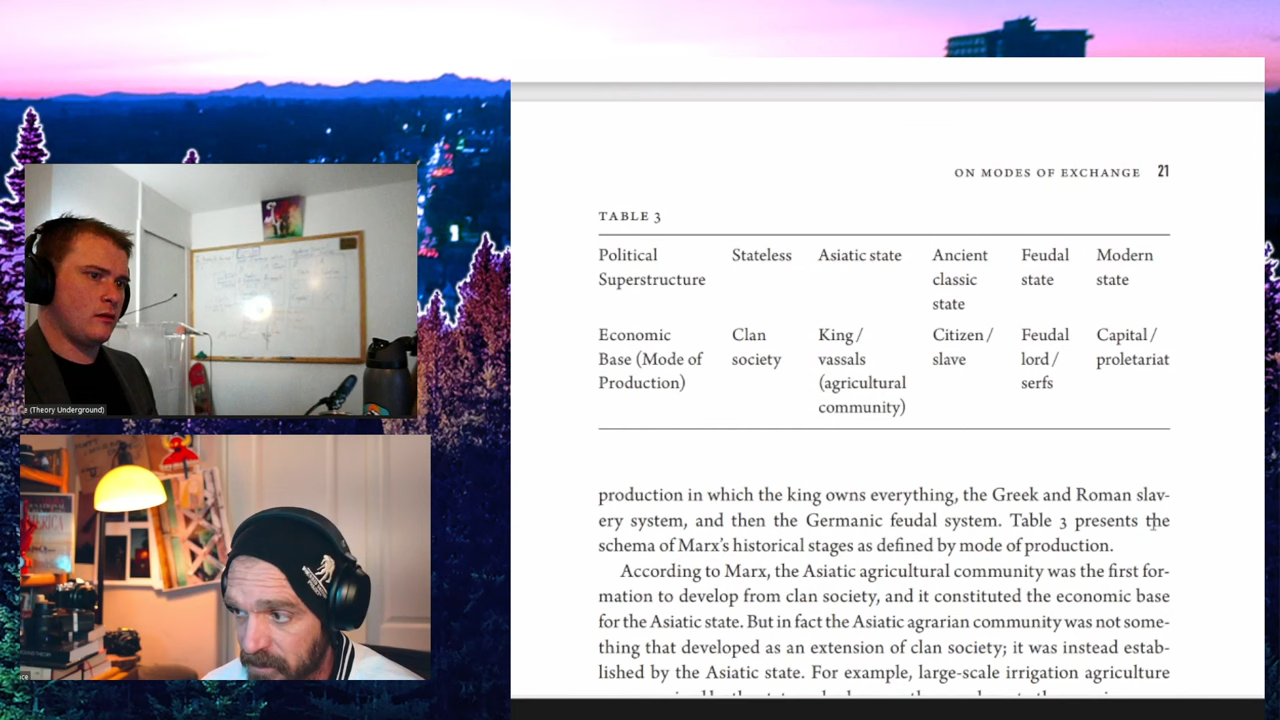 ON MODES OF EXCHANGE 21
TABLE 3
Political Superstructure Stateless Asiatic state Ancient classic state Feudal state Modern state
Economic Base (Mode of Production) Clan society King / vassals (agricultural community) Citizen / slave Feudal lord / serfs Capital / proletariat
production in which the king owns everything, the Greek and Roman slav-
ery system, and then the Germanic feudal system. Table 3 presents the
schema of Marx’s historical stages as defined by mode of production.
According to Marx, the Asiatic agricultural community was the first for-
mation to develop from clan society, and it constituted the economic base
for the Asiatic state. But in fact the Asiatic agrarian community was not some-
thing that developed as an extension of clan society; it was instead estab-
lished by the Asiatic state. For example, large-scale irrigation agriculture
e (Theory Underground)